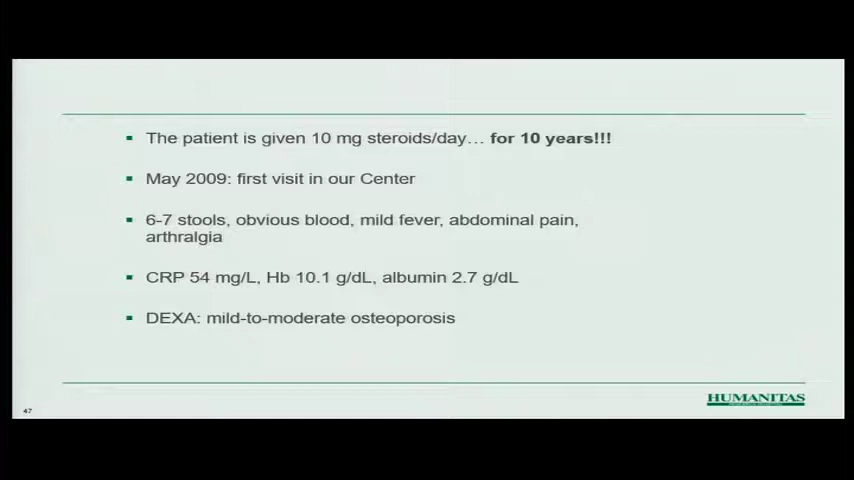 The patient is given 10 mg steroids/day… for 10 years!!!
May 2009: first visit in our Center
6-7 stools, obvious blood, mild fever, abdominal pain,
arthralgia
CRP 54 mg/L, Hb 10.1 g/dL, albumin 2.7 g/dL
DEXA: mild-to-moderate osteoporosis
HUMANITAS
47